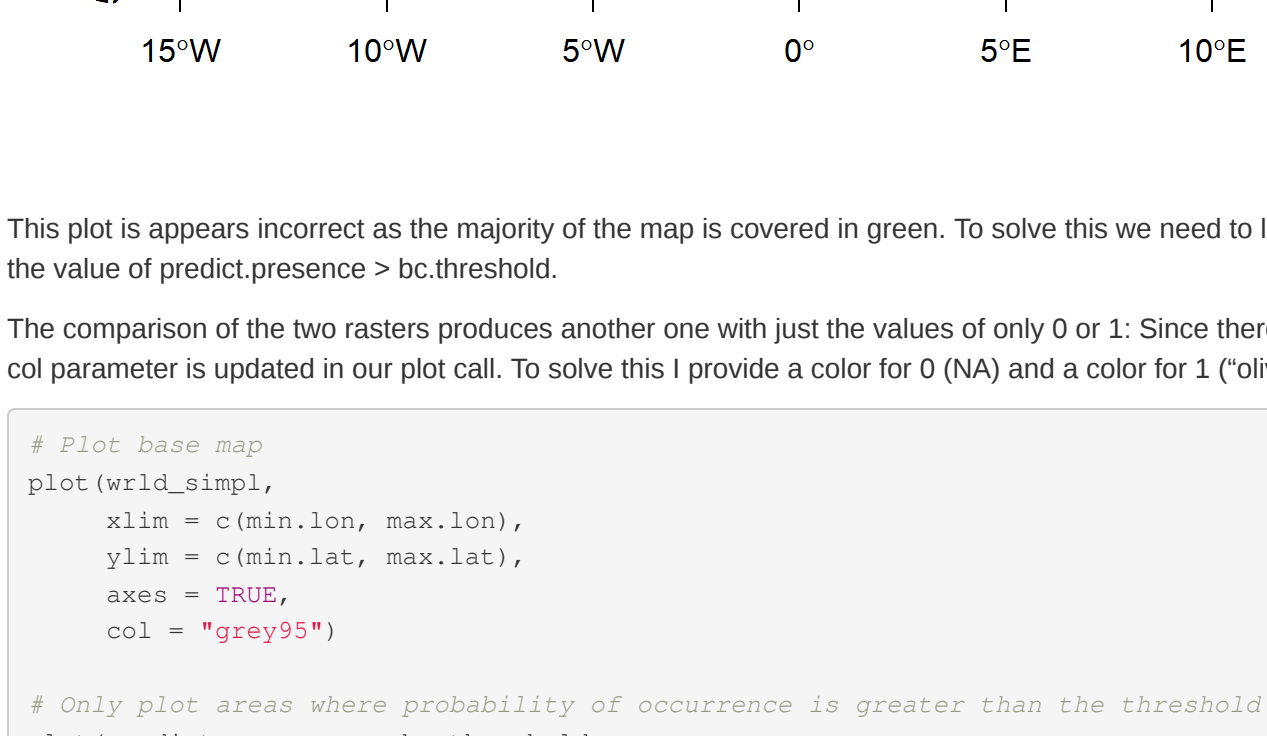 15°W 10°W 5°W 0° 5°E 10°E
This plot is appears incorrect as the majority of the map is covered in green. To solve this we need to
the value of predict.presence > bc.threshold.
The comparison of the two rasters produces another one with just the values of only 0 or 1: Since
col parameter is updated in our plot call. To solve this I provide a color for 0 (NA) and a color for 1
# Plot base map
plot(wrld_simpl,
xlim = c(min.lon, max.lon),
ylim = c(min.lat, max.lat),
axes = TRUE,
col = "grey95")
# Only plot areas where probability of occurrence is greater than the threshold